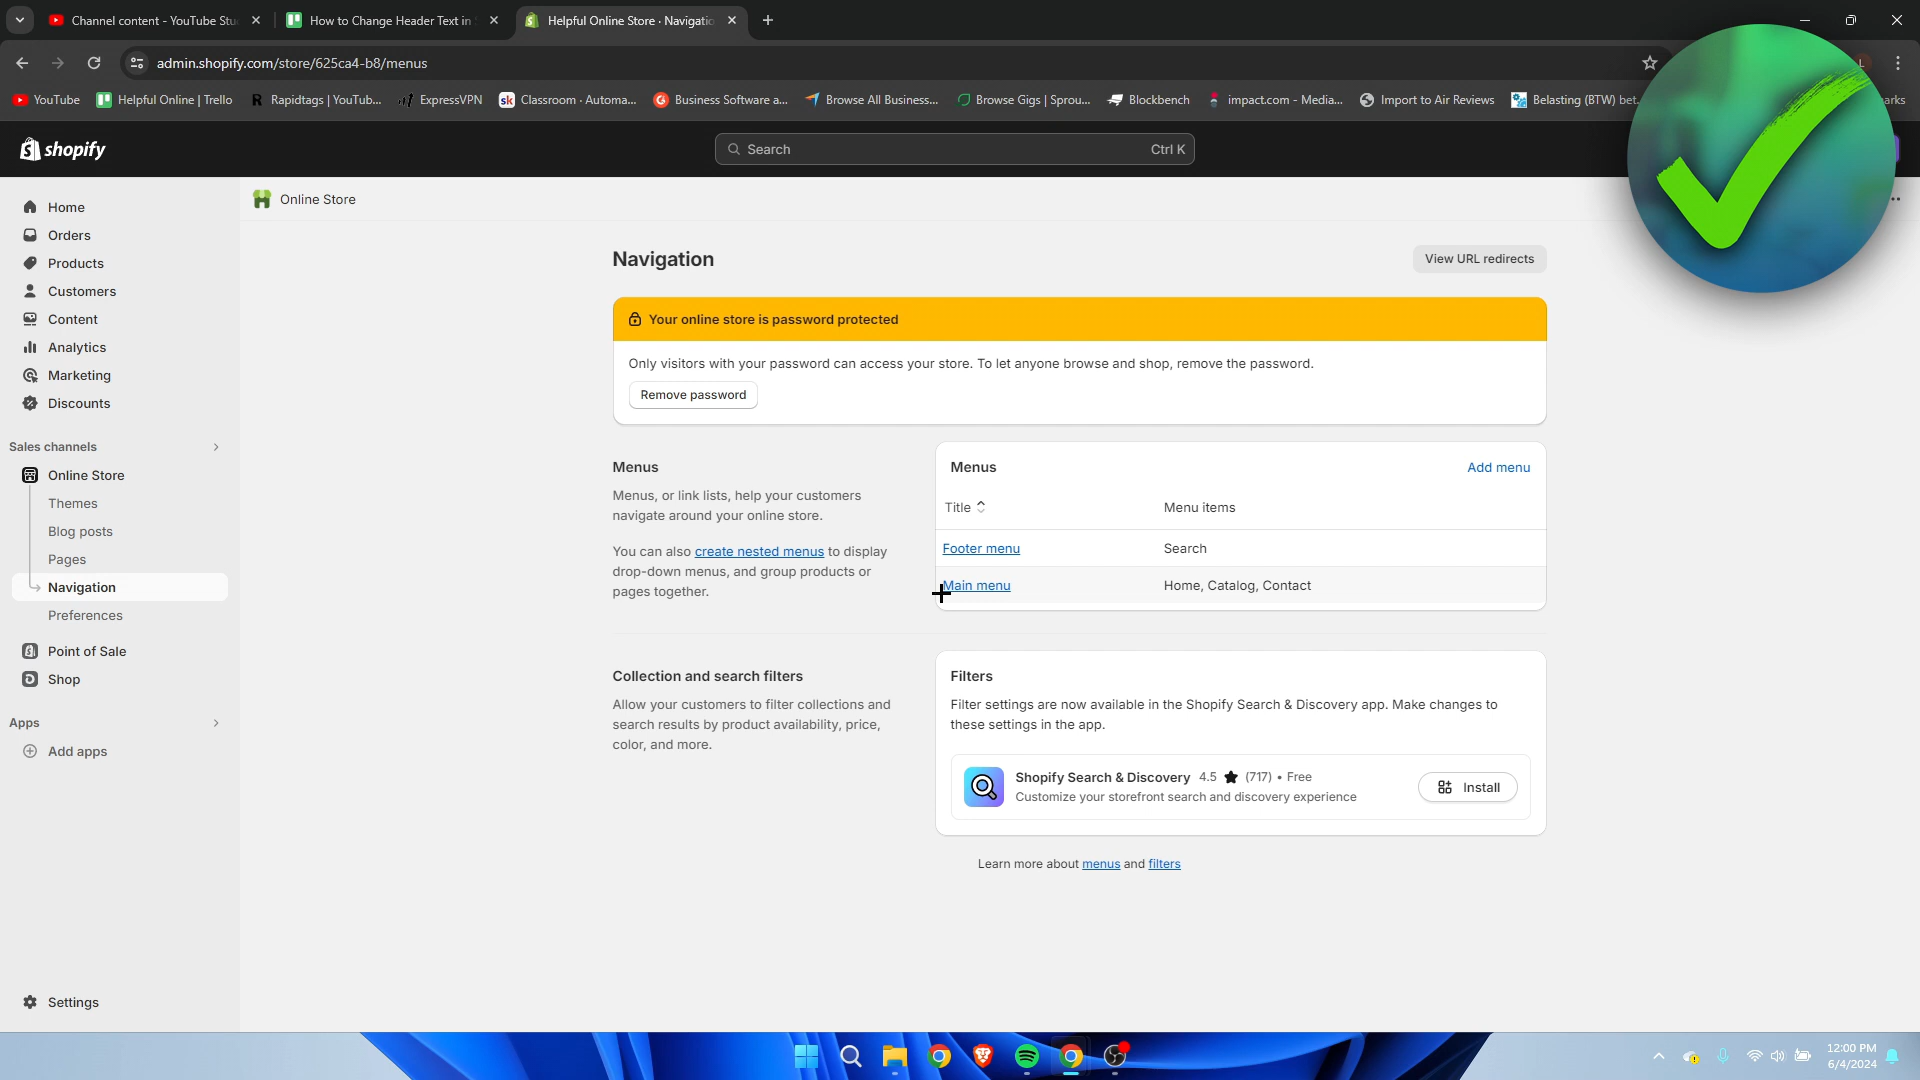 Channel content - YouTube Stu
How to Change Header Text in
Helpful Online Store · Navigatio
admin.shopify.com/store/625ca4-b8/menus
YouTube
Helpful Online | Trello
Rapidtags | YouTub...
ExpressVPN
Classroom · Automa...
Business Software a...
Browse All Business...
Browse Gigs | Sprou...
Blockbench
impact.com - Media...
Import to Air Reviews
Belasting (BTW) bet
arks
shopify
Search
Ctrl K
Home
Orders
Products
Customers
Content
Analytics
Marketing
Discounts
Sales channels
Online Store
Themes
Blog posts
Pages
Navigation
Preferences
Point of Sale
Shop
Apps
Add apps
Settings
Online Store
Navigation
View URL redirects
Your online store is password protected
Only visitors with your password can access your store. To let anyone browse and shop, remove the password.
Remove password
Menus
Menus, or link lists, help your customers
navigate around your online store.
You can also create nested menus to display
drop-down menus, and group products or
pages together.
Menus
Add menu
Title
Menu items
Footer menu
Search
Main menu
Home, Catalog, Contact
Collection and search filters
Allow your customers to filter collections and
search results by product availability, price,
color, and more.
Filters
Filter settings are now available in the Shopify Search & Discovery app. Make changes to
these settings in the app.
Shopify Search & Discovery 4.5 ★ (717) • Free
Customize your storefront search and discovery experience
Install
Learn more about menus and filters
12:00 PM
6/4/2024